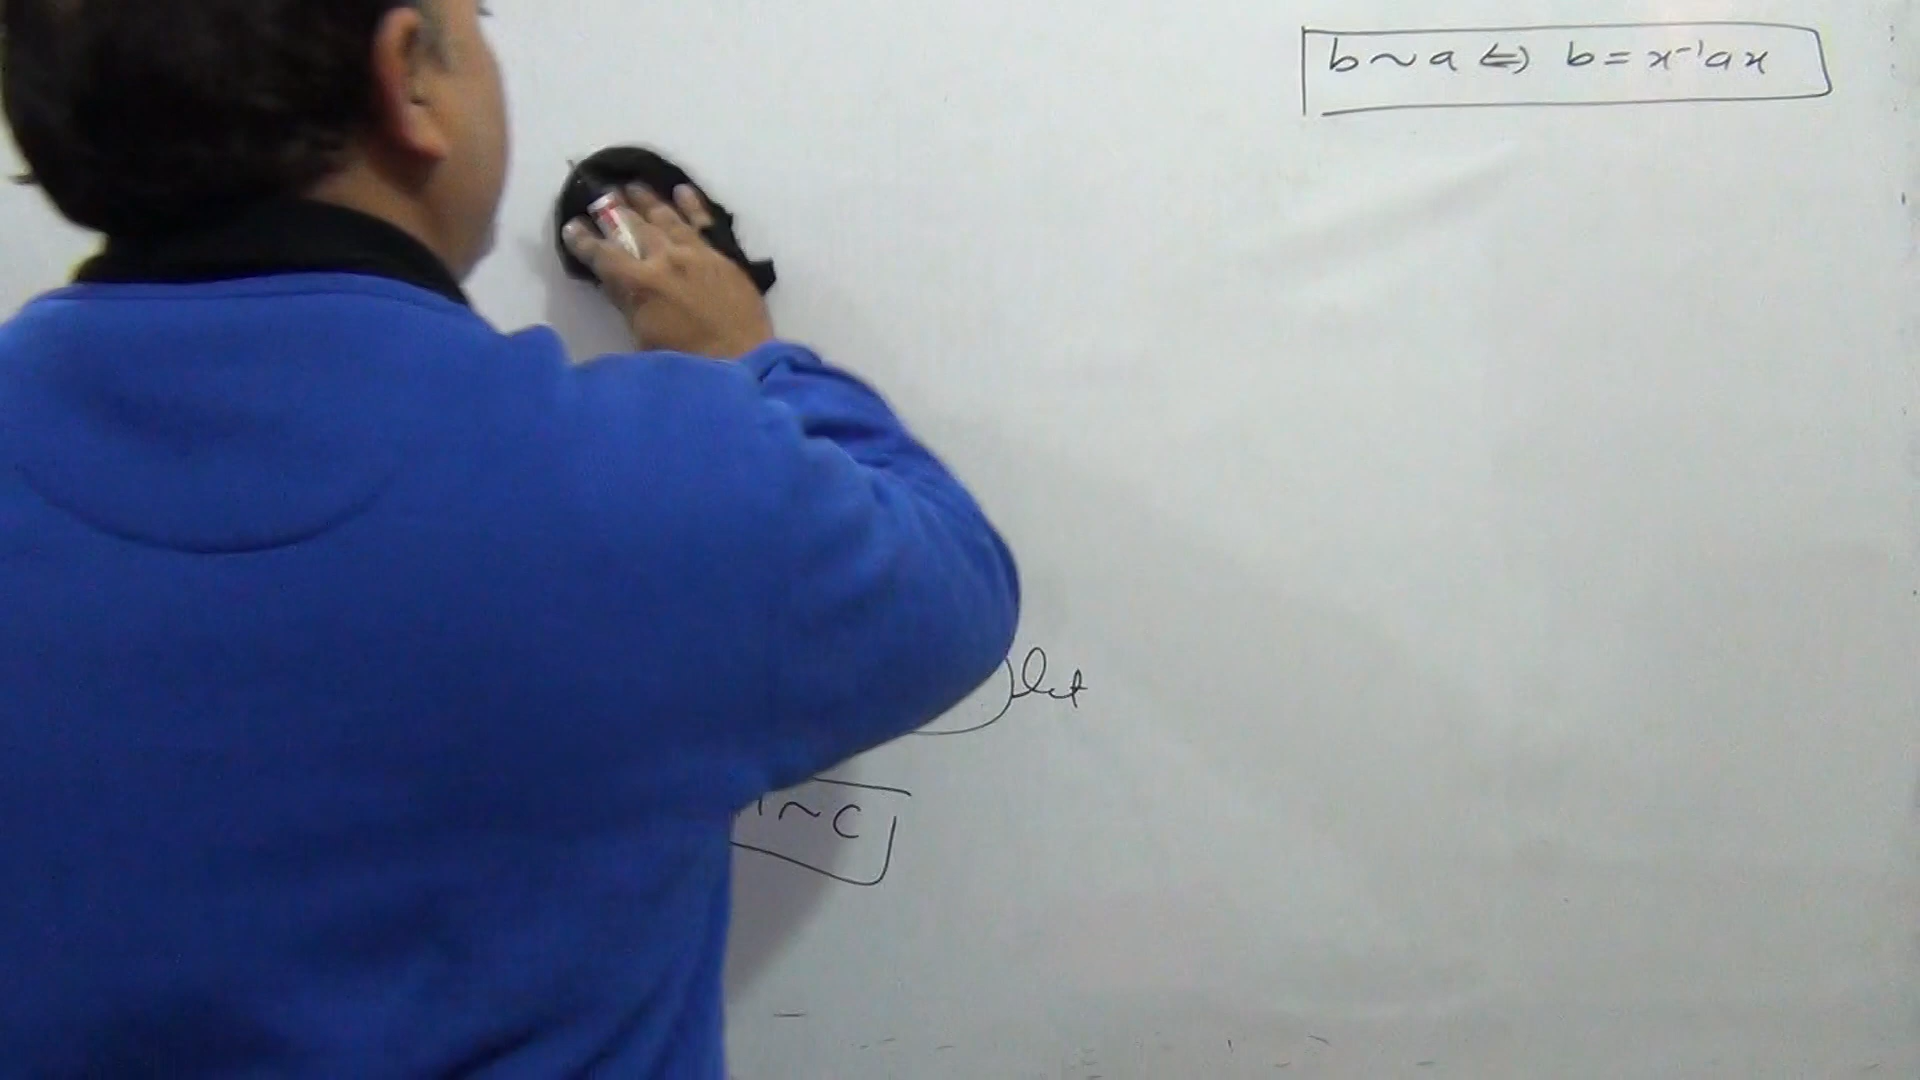 b ~ a ⇔ b = x⁻¹ax
let
~ c